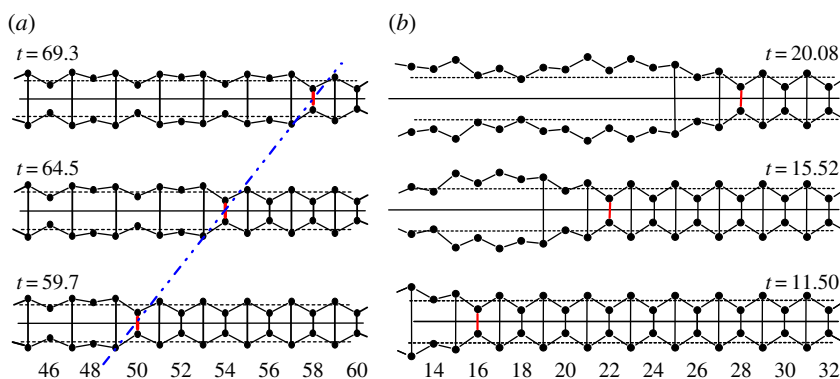 (a)
t = 69.3
t = 64.5
t = 59.7
46 48 50 52 54 56 58 60
(b)
t = 20.08
t = 15.52
t = 11.50
14 16 18 20 22 24 26 28 30 32